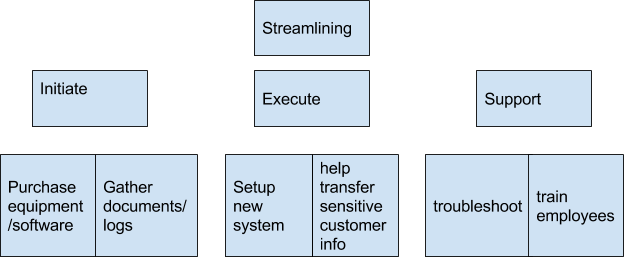 Streamlining
Initiate
Execute
Support
Purchase
equipment
/software
Gather
documents/
logs
Setup
new
system
help
transfer
sensitive
customer
info
troubleshoot
train
employees